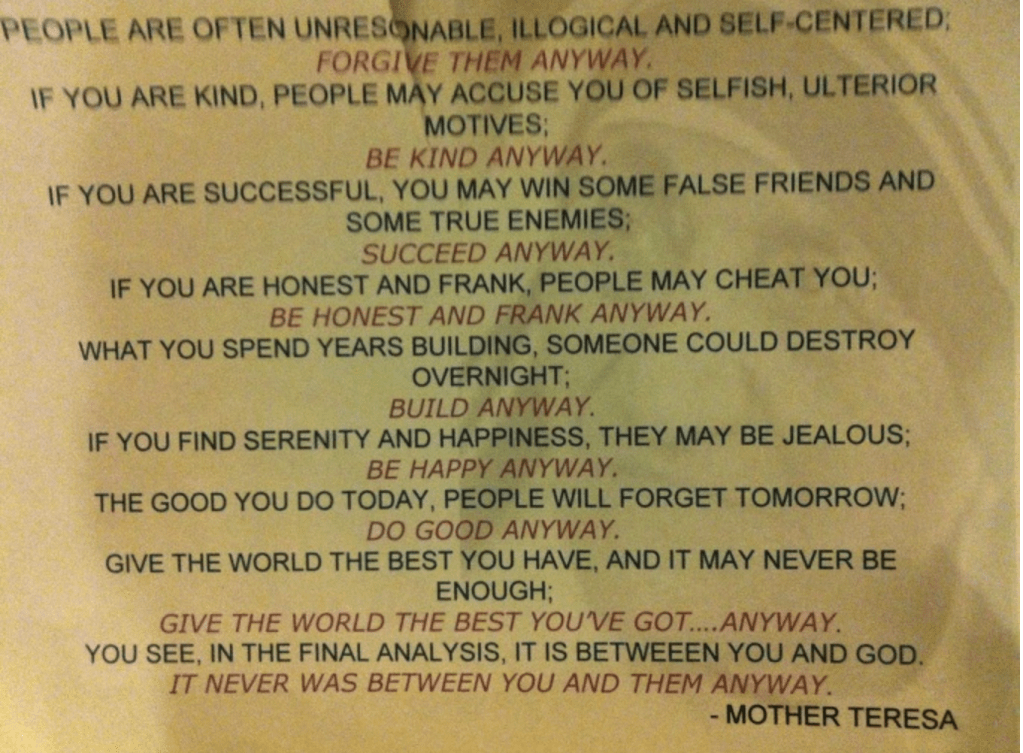 PEOPLE ARE OFTEN UNRESONABLE, ILLOGICAL AND SELF-CENTERED;
FORGIVE THEM ANYWAY.
IF YOU ARE KIND, PEOPLE MAY ACCUSE YOU OF SELFISH, ULTERIOR
MOTIVES;
BE KIND ANYWAY.
IF YOU ARE SUCCESSFUL, YOU MAY WIN SOME FALSE FRIENDS AND
SOME TRUE ENEMIES;
SUCCEED ANYWAY.
IF YOU ARE HONEST AND FRANK, PEOPLE MAY CHEAT YOU;
BE HONEST AND FRANK ANYWAY.
WHAT YOU SPEND YEARS BUILDING, SOMEONE COULD DESTROY
OVERNIGHT;
BUILD ANYWAY.
IF YOU FIND SERENITY AND HAPPINESS, THEY MAY BE JEALOUS;
BE HAPPY ANYWAY.
THE GOOD YOU DO TODAY, PEOPLE WILL FORGET TOMORROW;
DO GOOD ANYWAY.
GIVE THE WORLD THE BEST YOU HAVE, AND IT MAY NEVER BE
ENOUGH;
GIVE THE WORLD THE BEST YOU'VE GOT....ANYWAY.
YOU SEE, IN THE FINAL ANALYSIS, IT IS BETWEEEN YOU AND GOD.
IT NEVER WAS BETWEEN YOU AND THEM ANYWAY.
- MOTHER TERESA